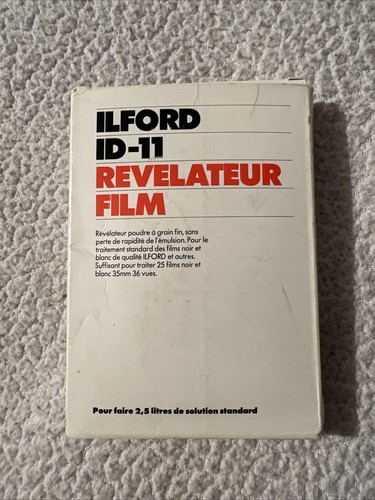 ILFORD
ID-11
REVELATEUR
FILM
Révélateur poudre à grain fin, sans
perte de rapidité de l'émulsion. Pour le
traitement standard des films noir et
blanc de qualité ILFORD et autres.
Suffisant pour traiter 25 films noir et
blanc 35mm 36 vues.
Pour faire 2,5 litres de solution standard